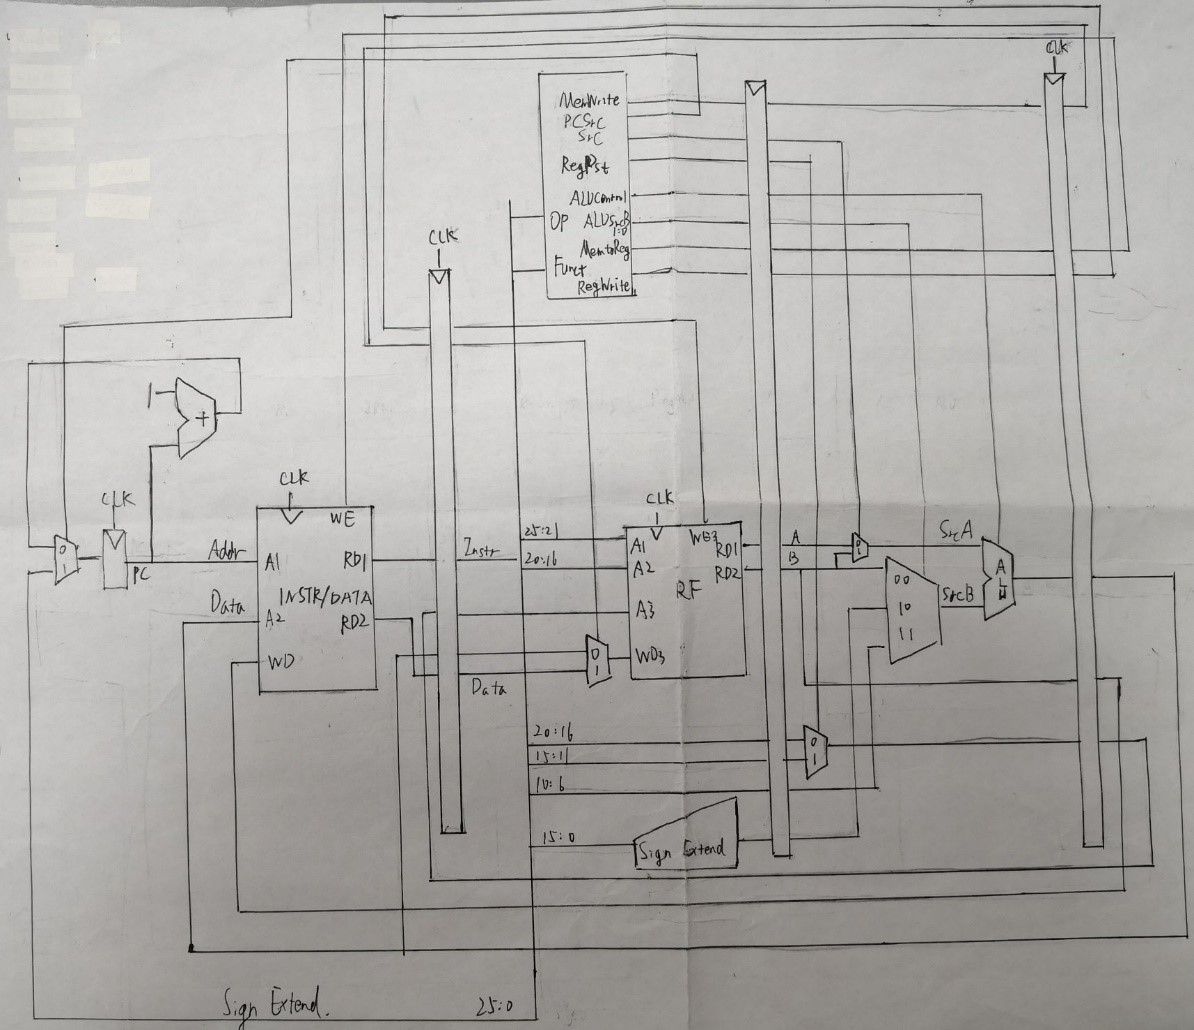 CLK
MemWrite
PCSrC
SrC
RegDst
ALUControl
OP ALUSrcB
1:0
MemtoReg
Funct
RegWrite
CLK
+
CLK
CLK
CLK
WE
25:21
A1 WE3 RD1
A
0
1
SrcA
0
1
PC
Addr
A1 RD1
Instr
20:16
A2 RD2
B
RF
00
10
11
SrcB
ALU
Data
INSTR/DATA
A2 RD2
A3
WD
0
1
WD3
Data
20:16
15:11
0
1
10:6
15:0
Sign Extend
Sign Extend.
25:0